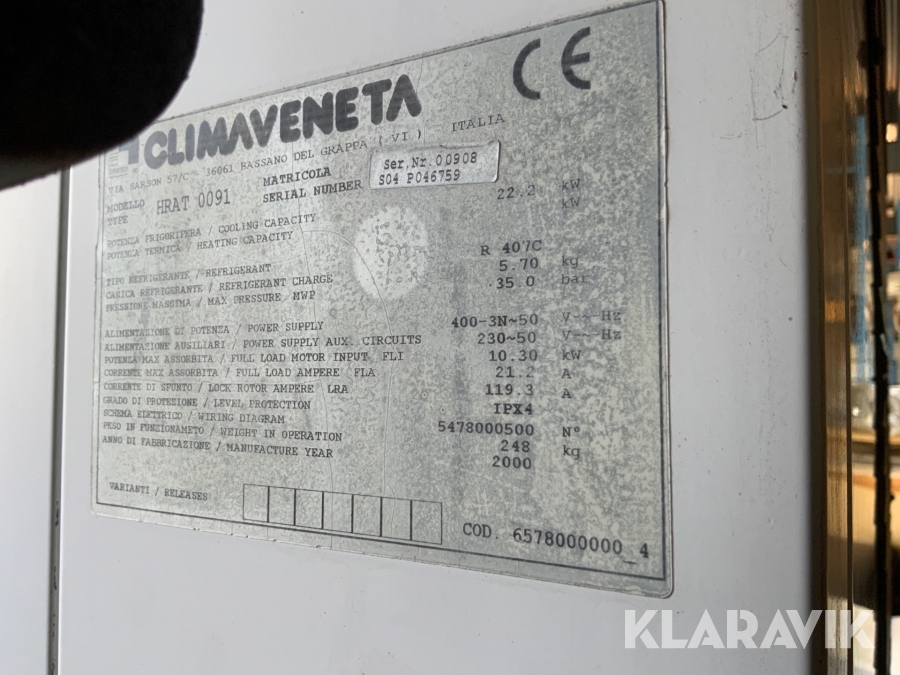 CLIMAVENETA
CE
VIA SARSON 57/C - 36061 BASSANO DEL GRAPPA (VI) ITALIA
MODELLO
TYPE HRAT 0091
MATRICOLA
SERIAL NUMBER
Ser.Nr.00908
S04 P046759
POTENZA FRIGORIFERA / COOLING CAPACITY 22.2 kW
POTENZA TERMICA / HEATING CAPACITY kW
TIPO REFRIGERANTE / REFRIGERANT R 407C
CARICA REFRIGERANTE / REFRIGERANT CHARGE 5.70 kg
PRESSIONE MASSIMA / MAX PRESSURE MWP 35.0 bar
ALIMENTAZIONE DI POTENZA / POWER SUPPLY 400-3N~50 V-~-Hz
ALIMENTAZIONE AUSILIARI / POWER SUPPLY AUX. CIRCUITS 230~50 V-~-Hz
POTENZA MAX ASSORBITA / FULL LOAD MOTOR INPUT FLI 10.30 kW
CORRENTE MAX ASSORBITA / FULL LOAD AMPERE FLA 21.2 A
CORRENTE DI SPUNTO / LOCK ROTOR AMPERE LRA 119.3 A
GRADO DI PROTEZIONE / LEVEL PROTECTION IPX4
SCHEMA ELETTRICO / WIRING DIAGRAM 5478000500 N°
PESO IN FUNZIONAMETO / WEIGHT IN OPERATION 248 kg
ANNO DI FABBRICAZIONE / MANUFACTURE YEAR 2000
VARIANTI / RELEASES
COD. 6578000000_4
KLARAVIK